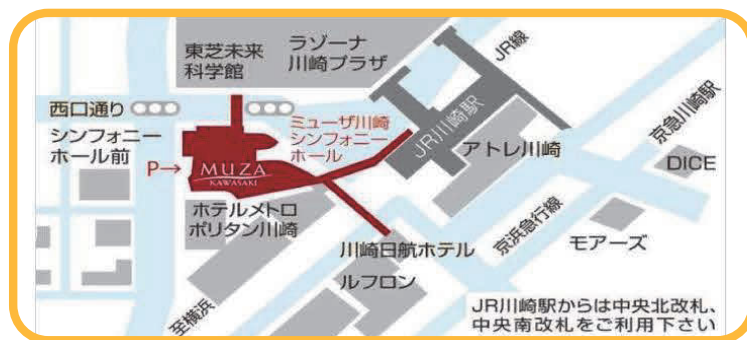 東芝未来
科学館
ラゾーナ
川崎プラザ
JR線
西口通り
シンフォニー
ホール前
ミューザ川崎
シンフォニー
ホール
JR川崎駅
アトレ川崎
京急川崎駅
DICE
P→
MUZA
KAWASAKI
ホテルメトロ
ポリタン川崎
川崎日航ホテル
ルフロン
京浜急行線
モアーズ
至横浜
JR川崎駅からは中央北改札、
中央南改札をご利用下さい